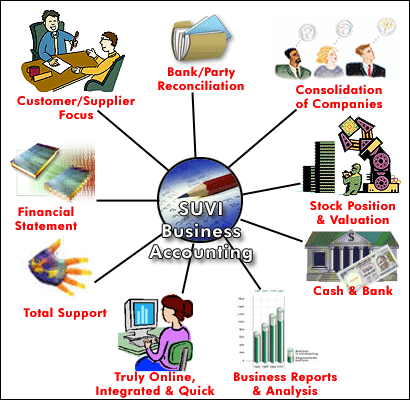 Bank/Party
Reconciliation
Customer/Supplier
Focus
Consolidation
of Companies
Financial
Statement
SUVI
Business
Accounting
Stock Position
& Valuation
Total Support
$
Cash & Bank
Truly Online,
Integrated & Quick
Business Reports
& Analysis